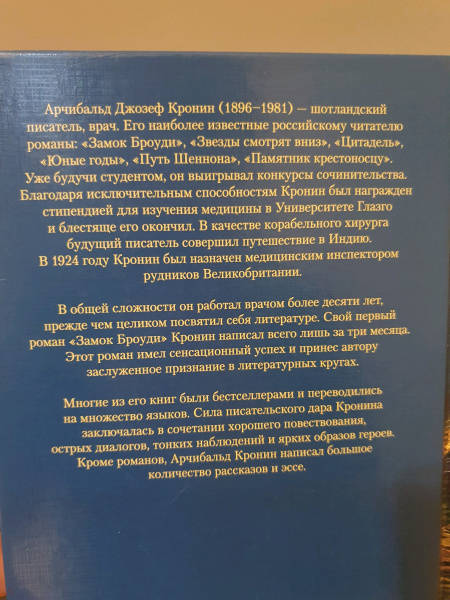 Арчибальд Джозеф Кронин (1896–1981) – шотландский
писатель, врач. Его наиболее известные российскому читателю
романы: «Замок Броуди», «Звезды смотрят вниз», «Цитадель»,
«Юные годы», «Путь Шеннона», «Памятник крестоносцу».
Уже будучи студентом, он выигрывал конкурсы сочинительства.
Благодаря исключительным способностям Кронин был награжден
стипендией для изучения медицины в Университете Глазго
и блестяще его окончил. В качестве корабельного хирурга
будущий писатель совершил путешествие в Индию.
В 1924 году Кронин был назначен медицинским инспектором
рудников Великобритании.
В общей сложности он работал врачом более десяти лет,
прежде чем целиком посвятил себя литературе. Свой первый
роман «Замок Броуди» Кронин написал всего лишь за три месяца.
Этот роман имел сенсационный успех и принес автору
заслуженное признание в литературных кругах.
Многие из его книг были бестселлерами и переводились
на множество языков. Сила писательского дара Кронина
заключалась в сочетании хорошего повествования,
острых диалогов, тонких наблюдений и ярких образов героев.
Кроме романов, Арчибальд Кронин написал большое
количество рассказов и эссе.